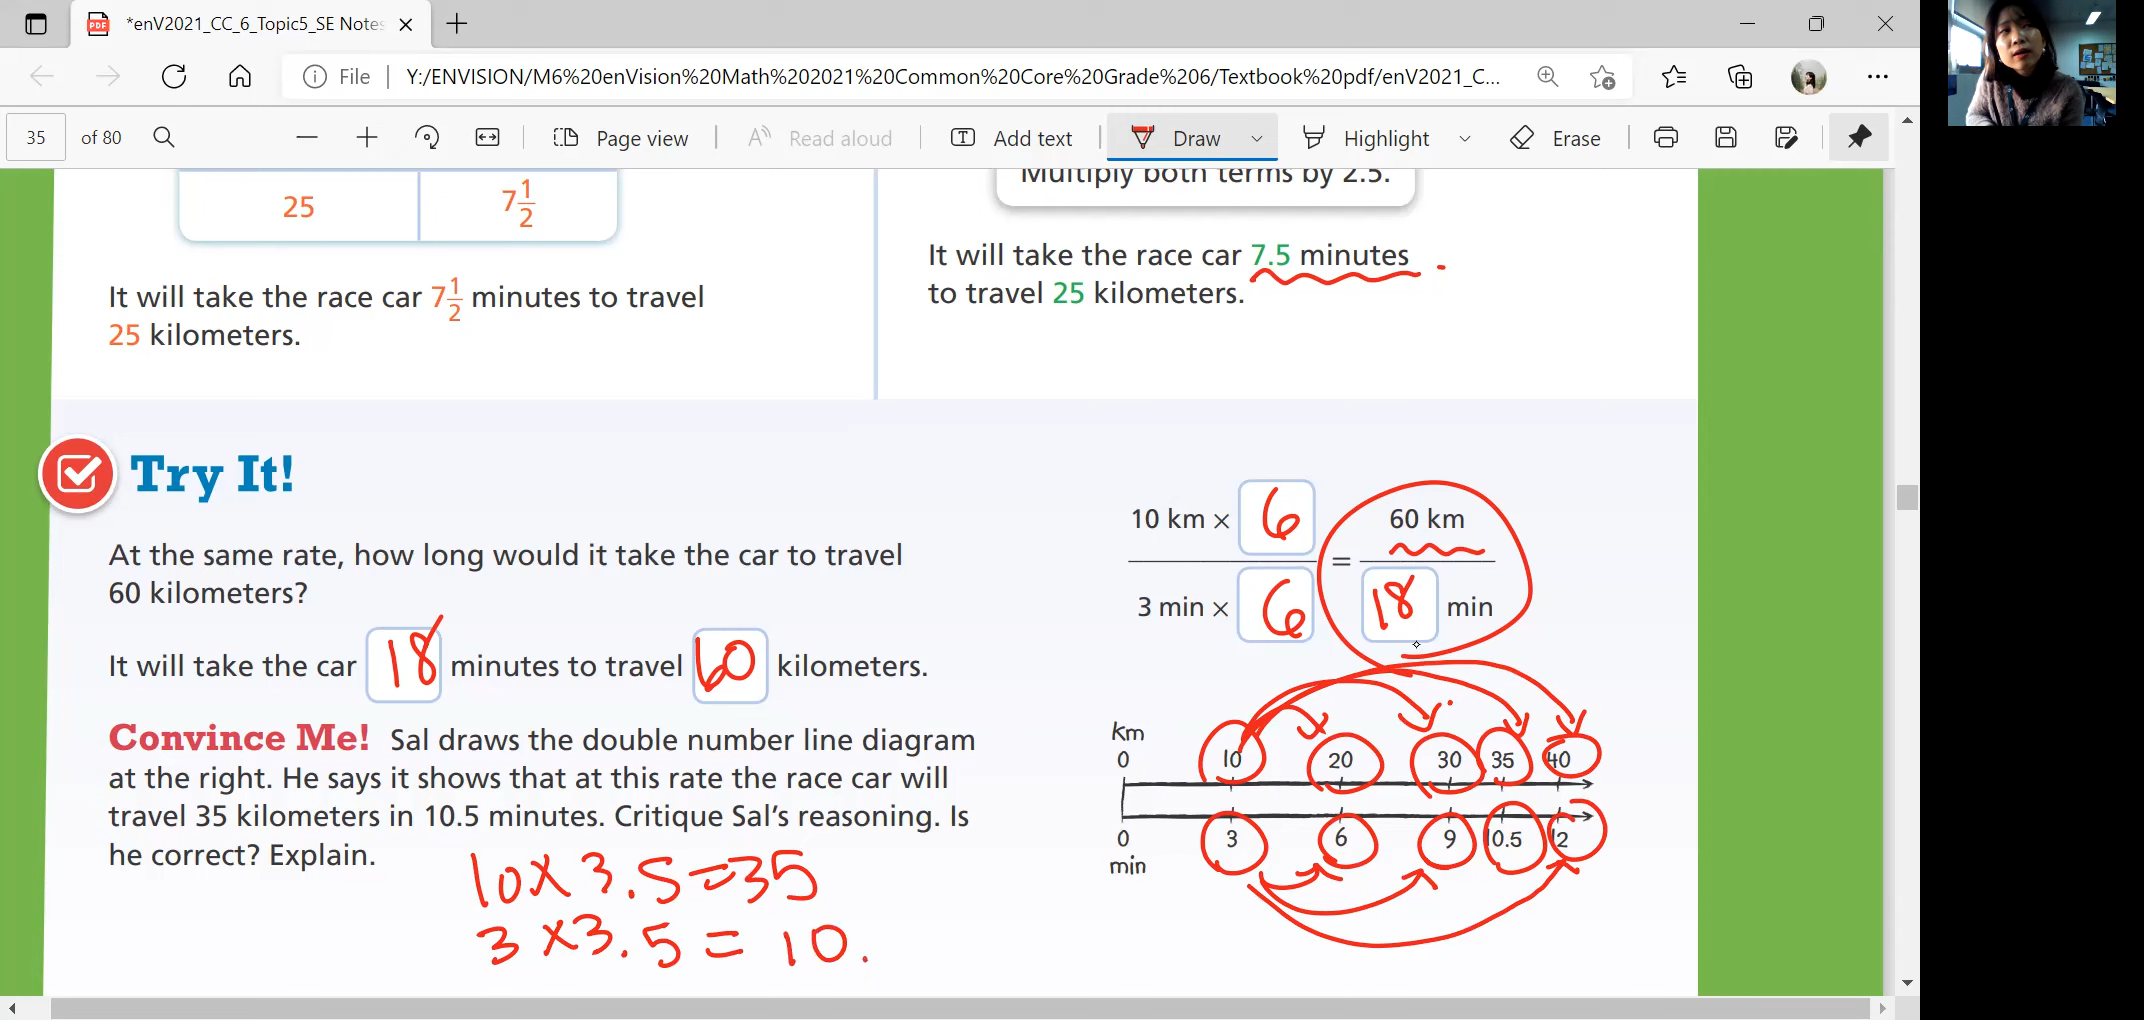 *enV2021_CC_6_Topic5_SE Notes
File
Y:/ENVISION/M6%20enVision%20Math%202021%20Common%20Core%20Grade%206/Textbook%20pdf/enV2021_C...
35 of 80
Page view
Read aloud
Add text
Draw
Highlight
Erase
25 7 1/2
It will take the race car 7 1/2 minutes to travel
25 kilometers.
Multiply both terms by 2.5.
It will take the race car 7.5 minutes
to travel 25 kilometers.
Try It!
At the same rate, how long would it take the car to travel
60 kilometers?
It will take the car 18 minutes to travel 60 kilometers.
10 km × 6 = 60 km
3 min × 6 18 min
Convince Me! Sal draws the double number line diagram
at the right. He says it shows that at this rate the race car will
travel 35 kilometers in 10.5 minutes. Critique Sal's reasoning. Is
he correct? Explain.
10 x 3.5 = 35
3 x 3.5 = 10.
km
0 10 20 30 35 40
0 3 6 9 10.5 12
min